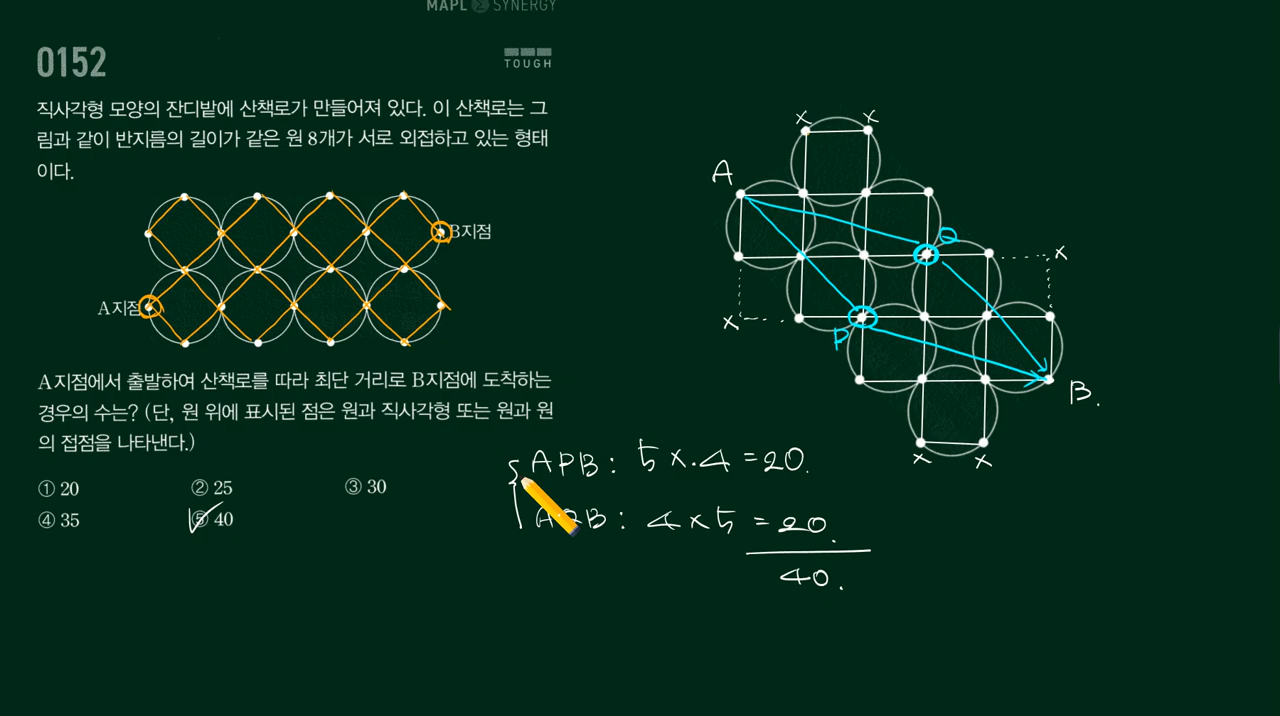 MAPL SYNERGY
0152
TOUGH
직사각형 모양의 잔디밭에 산책로가 만들어져 있다. 이 산책로는 그
림과 같이 반지름의 길이가 같은 원 8개가 서로 외접하고 있는 형태
이다.
B지점
A지점
A지점에서 출발하여 산책로를 따라 최단 거리로 B지점에 도착하는
경우의 수는? (단, 원 위에 표시된 점은 원과 직사각형 또는 원과 원
의 접점을 나타낸다.)
① 20
② 25
③ 30
④ 35
⑤ 40
x x
A
Q
x
x
P
B.
x x
APB : 5 x. 4 = 20.
AQB : 4 x 5 = 20.
40.